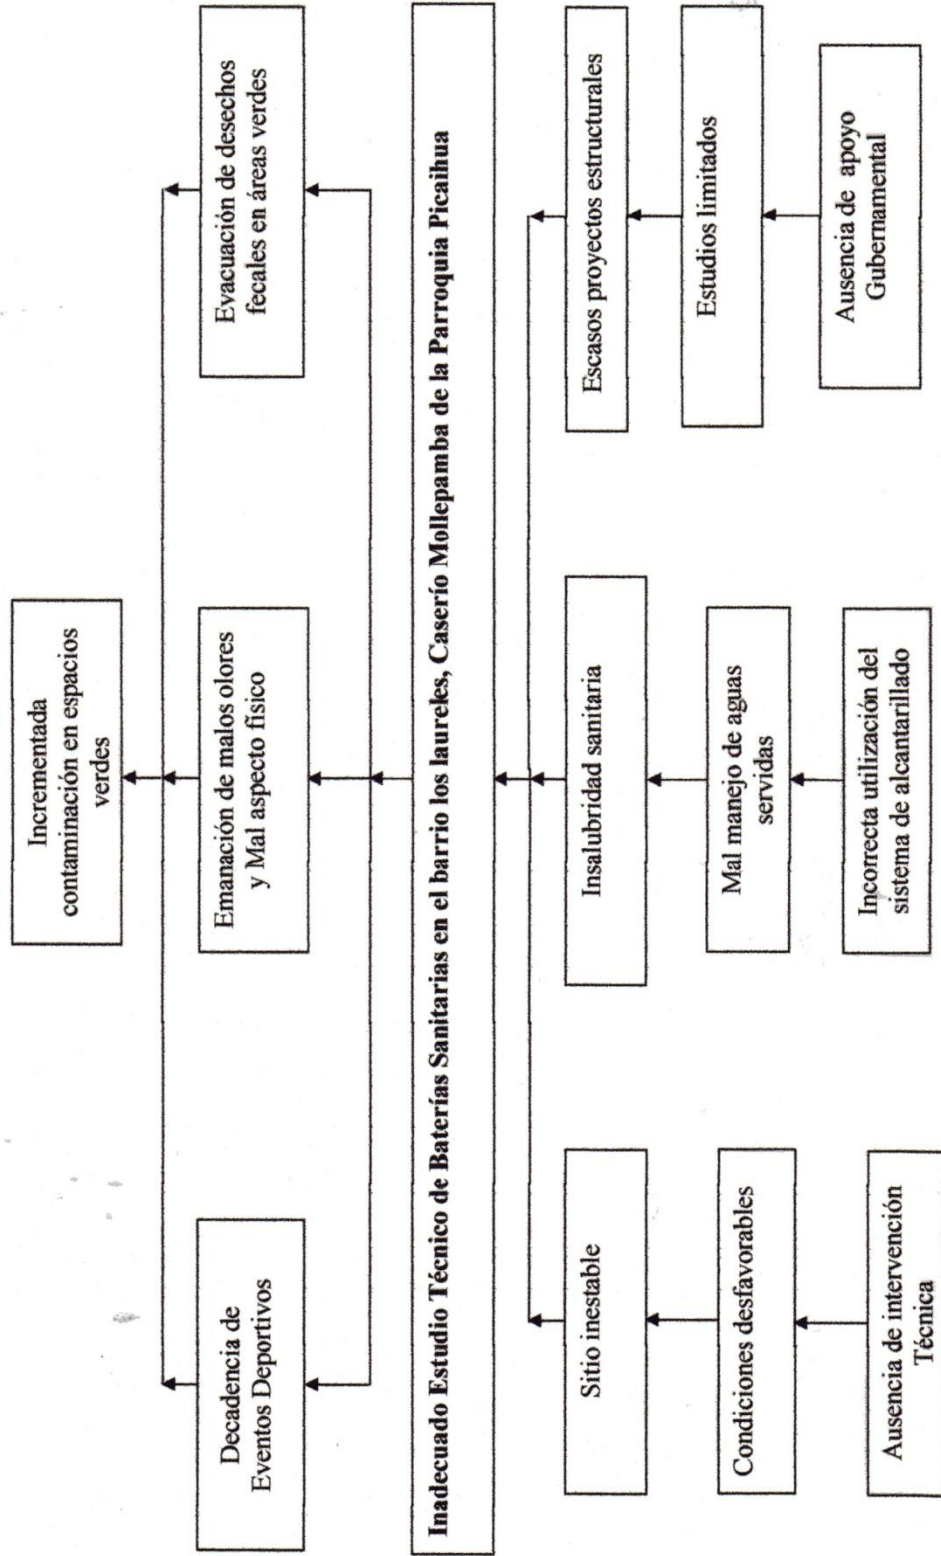 Incrementada
contaminación en espacios
verdes
Decadencia de
Eventos Deportivos
Emanación de malos olores
y Mal aspecto físico
Evacuación de desechos
fecales en áreas verdes
Inadecuado Estudio Técnico de Baterías Sanitarias en el barrio los laureles, Caserío Mollepamba de la Parroquia Picaihua
Sitio inestable
Insalubridad sanitaria
Escasos proyectos estructurales
Condiciones desfavorables
Mal manejo de aguas
servidas
Estudios limitados
Ausencia de intervención
Técnica
Incorrecta utilización del
sistema de alcantarillado
Ausencia de apoyo
Gubernamental